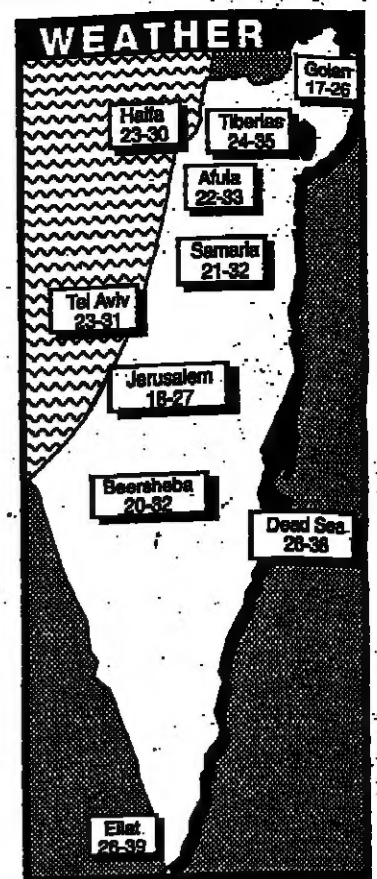 WEATHER
Golan
17-26
Haifa
23-30
Tiberias
24-35
Afula
22-33
Samaria
21-32
Tel Aviv
23-31
Jerusalem
18-27
Beersheba
20-32
Dead Sea
28-38
Eilat
26-39